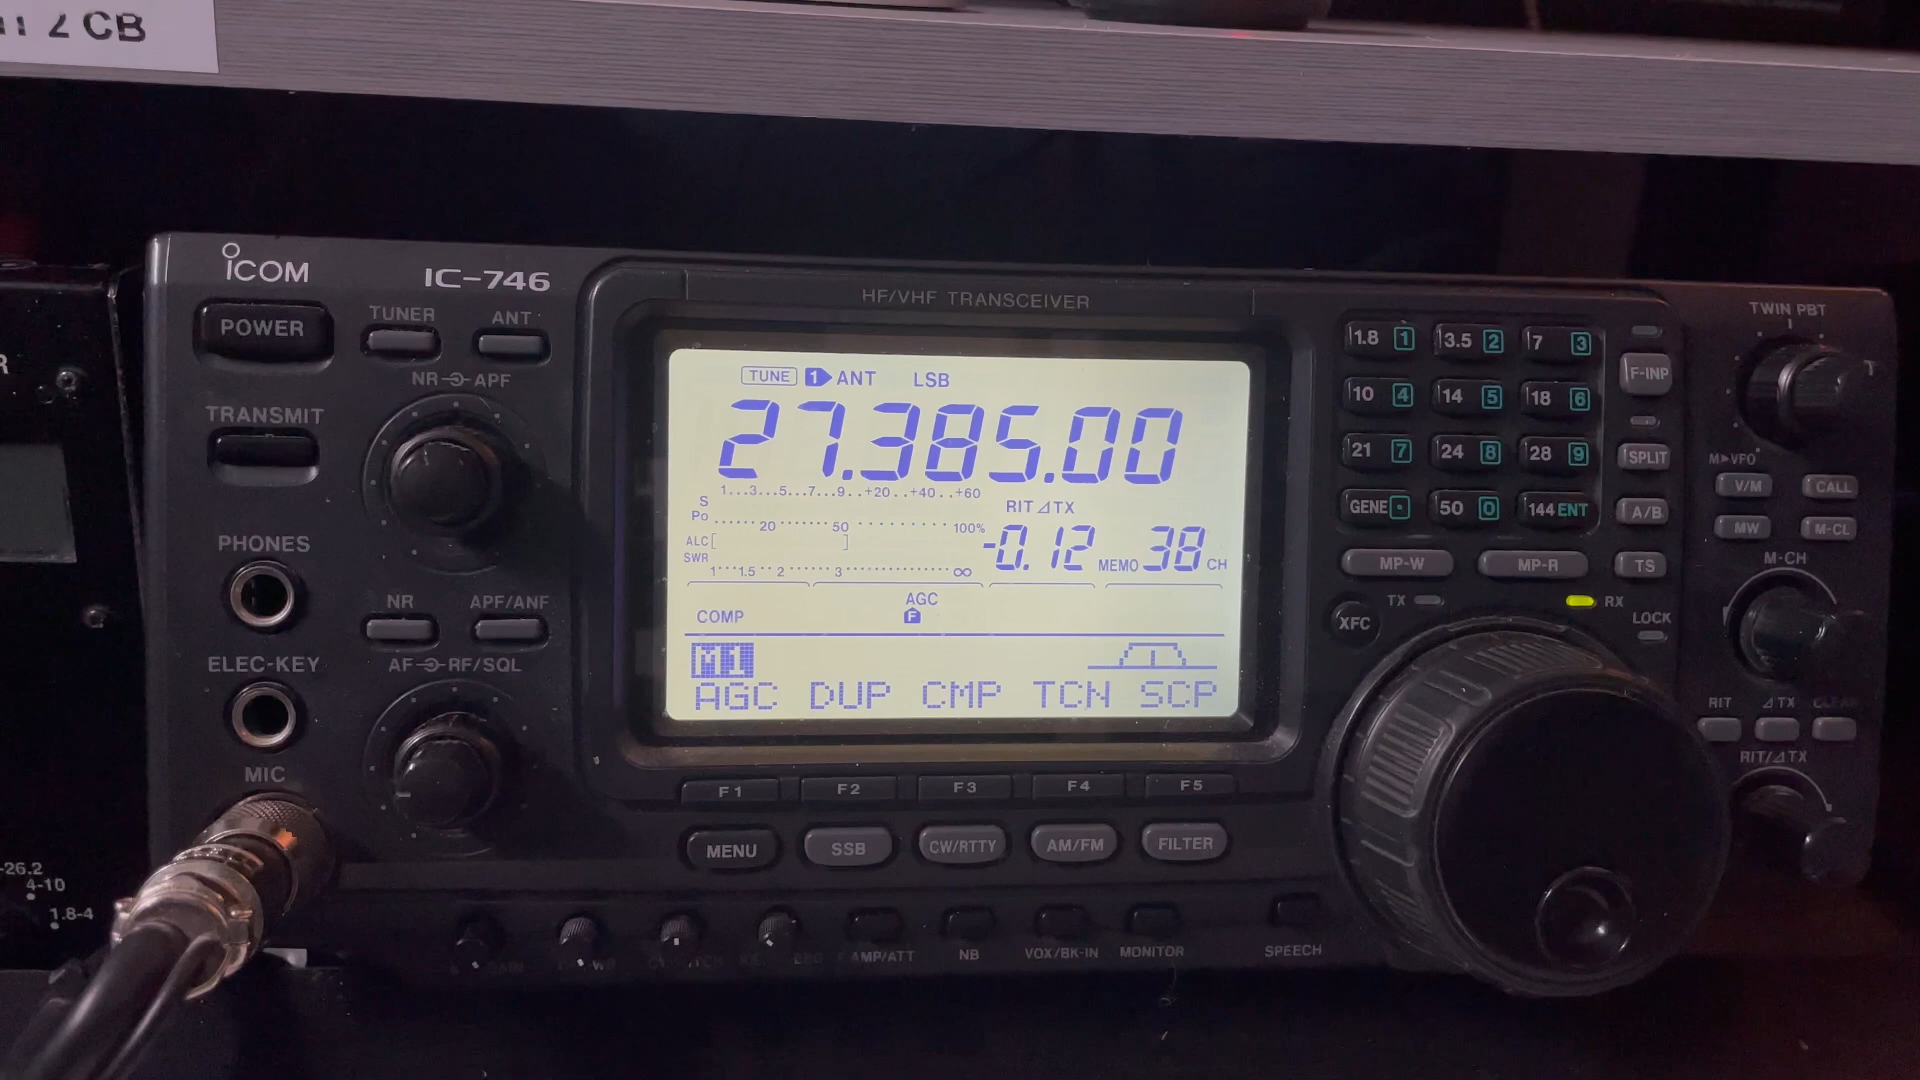 2 CB
ICOM
IC-746
HF/VHF TRANSCEIVER
POWER
TUNER
ANT
NR APF
TRANSMIT
PHONES
NR
APF/ANF
ELEC-KEY
AF RF/SQL
MIC
TUNE 1 ANT LSB
27.385.00
S 1...3...5...7...9..+20..+40..+60
Po 20 50 100%
RIT ⊿TX
ALC
SWR 1 1.5 2 3 ∞
-0.12 MEMO 38 CH
COMP
AGC
F
M1
AGC DUP CMP TCN SCP
F1 F2 F3 F4 F5
MENU SSB CW/RTTY AM/FM FILTER
AMP/ATT NB VOX/BK-IN MONITOR SPEECH
1.8 1 3.5 2 7 3
F-INP
10 4 14 5 18 6
21 7 24 8 28 9
SPLIT
GENE . 50 0 144 ENT
A/B
MP-W MP-R TS
XFC TX RX
LOCK
TWIN PBT
M▶VFO
V/M CALL
MW M-CL
M-CH
RIT ⊿TX CLEAR
RIT/⊿TX
R
-26.2
4-10
1.8-4